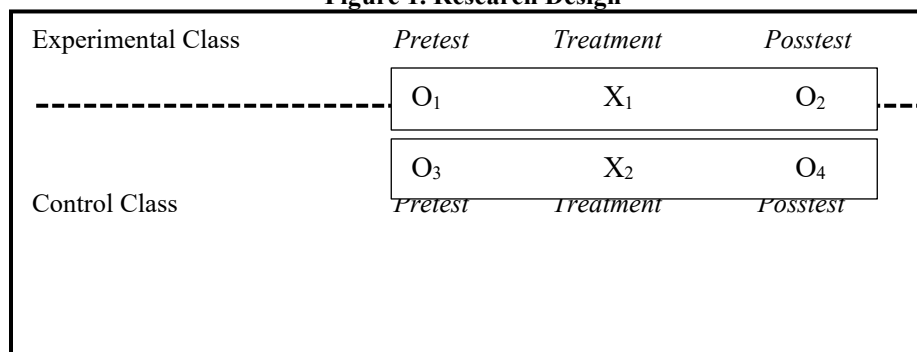 Figure 1. Research Design
Experimental Class Pretest Treatment Posstest
O₁ X₁ O₂
O₃ X₂ O₄
Control Class Pretest Treatment Posstest